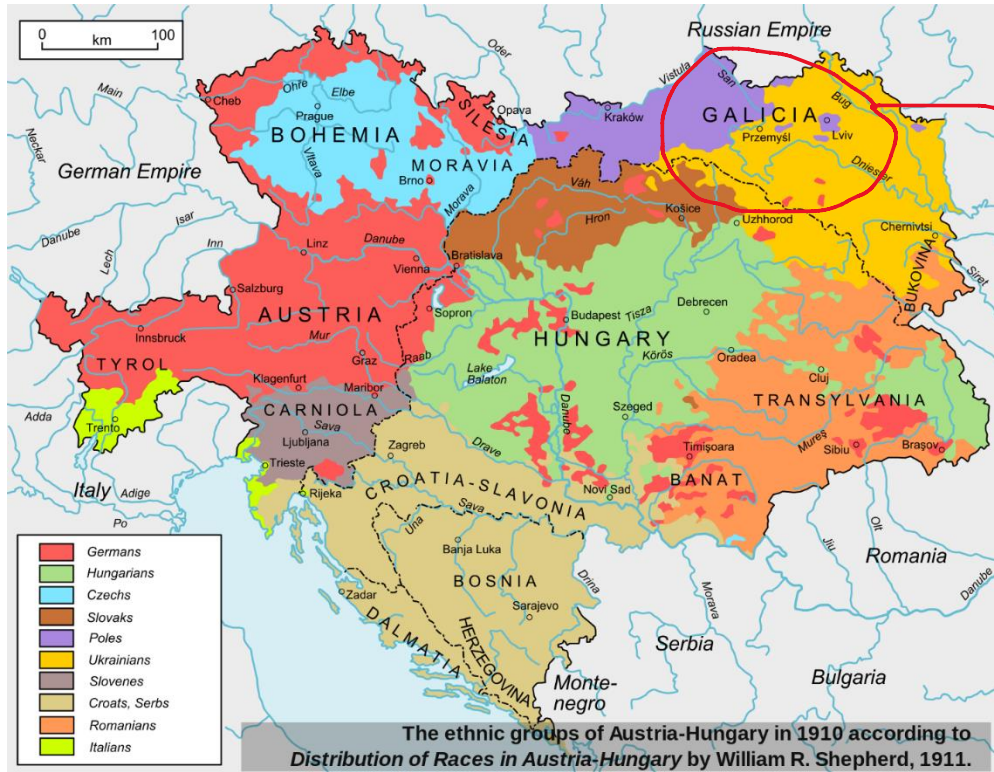 0 100
km
Russian Empire
Oder
Vistula
San
Main
Cheb
Ohře
Elbe
Prague
Opava
SILESIA
Kraków
GALICIA
Bug
BOHEMIA
Przemyśl
Lviv
Neckar
Vltava
MORAVIA
German Empire
Brno
Dniester
Morava
Váh
Hron
Košice
Uzhhorod
Isar
Danube
Inn
Lech
Linz
Danube
Vienna
Bratislava
Chernivtsi
Siret
BUKOVINA
Salzburg
AUSTRIA
Sopron
Budapest
Tisza
Debrecen
Innsbruck
Mur
HUNGARY
TYROL
Graz
Raab
Körös
Oradea
Lake
Balaton
Cluj
Klagenfurt
Maribor
TRANSYLVANIA
Adda
Trento
CARNIOLA
Sava
Ljubljana
Drave
Danube
Szeged
Mureș
Zagreb
Timișoara
Sibiu
Brașov
Trieste
Italy
Adige
Rijeka
CROATIA-SLAVONIA
Novi Sad
BANAT
Po
Sava
Una
Olt
Jiu
Banja Luka
Romania
BOSNIA
Drina
Zadar
Sarajevo
Morava
Danube
DALMATIA
HERZEGOVINA
Serbia
Monte-
negro
Bulgaria
Germans
Hungarians
Czechs
Slovaks
Poles
Ukrainians
Slovenes
Croats, Serbs
Romanians
Italians
The ethnic groups of Austria-Hungary in 1910 according to
Distribution of Races in Austria-Hungary by William R. Shepherd, 1911.